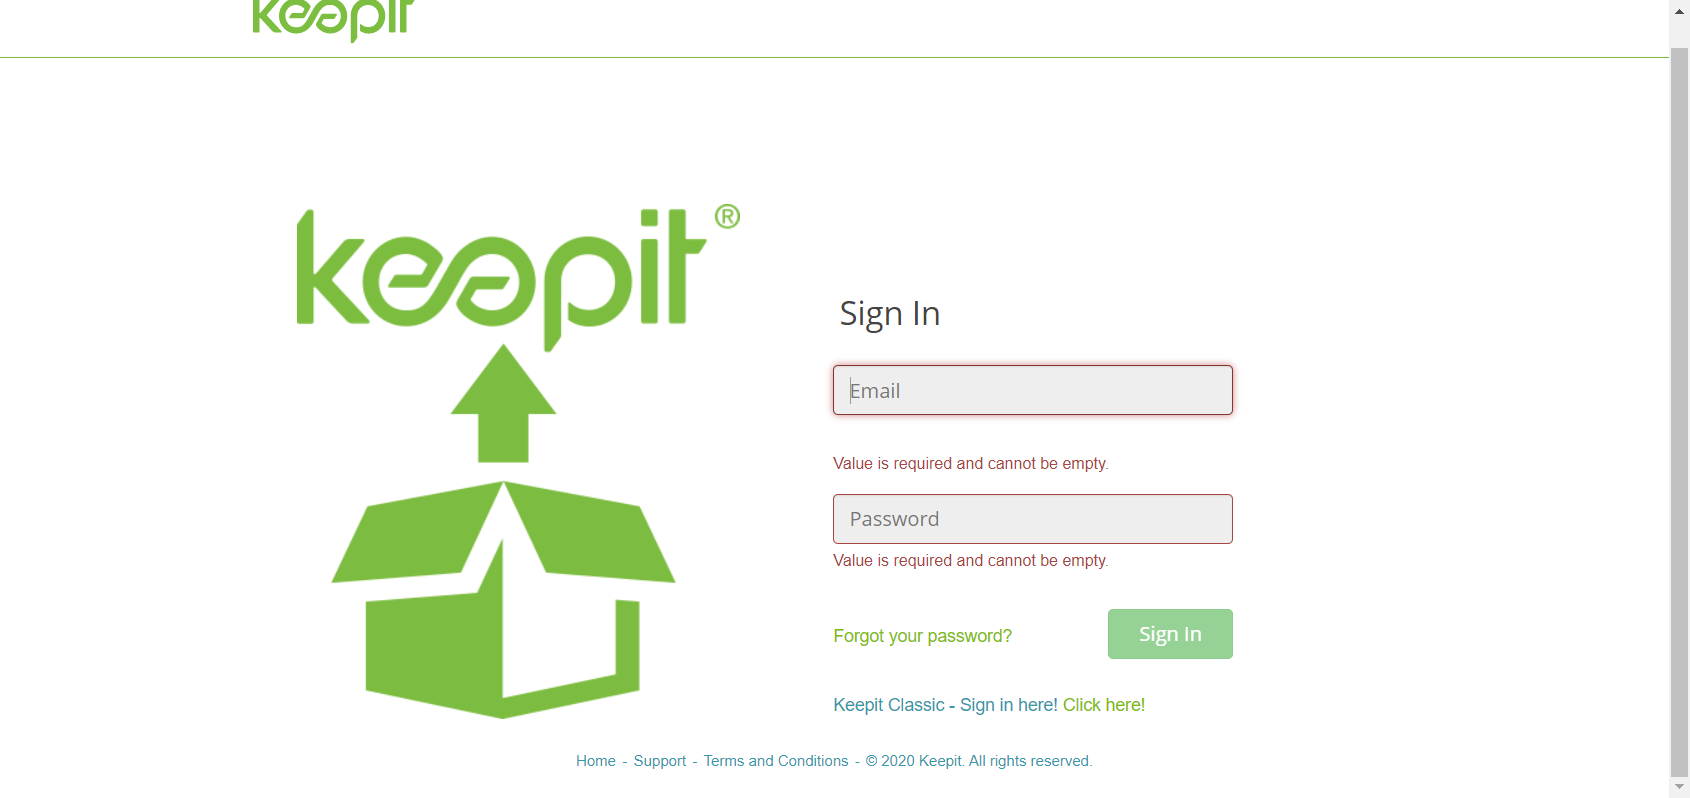 keepit
keepit®
Sign In
Email
Value is required and cannot be empty.
Password
Value is required and cannot be empty.
Forgot your password?
Sign In
Keepit Classic - Sign in here! Click here!
Home - Support - Terms and Conditions - © 2020 Keepit. All rights reserved.